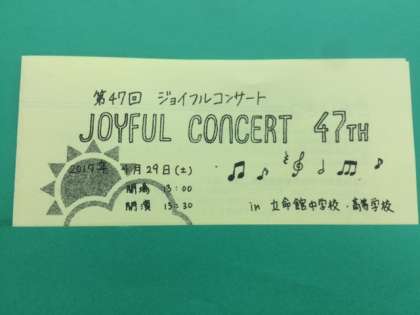 第47回 ジョイフルコンサート
JOYFUL CONCERT 47TH
2017年 4月29日(土)
開場 13:00
開演 13:30
in 立命館中学校・高等学校